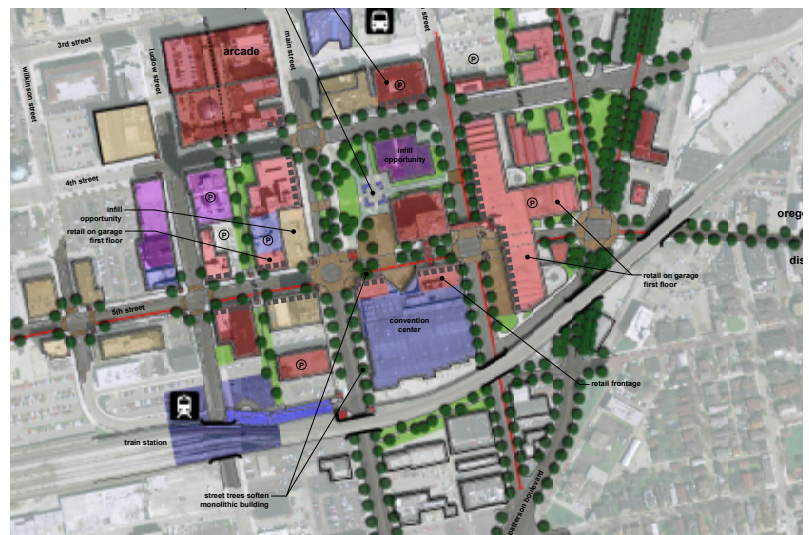 3rd street
wilkinson street
ludlow street
arcade
main street
street
P
P
4th street
infill
opportunity
P
infill
opportunity
retail on garage
first floor
P
P
P
oreg
dis
retail on garage
first floor
5th street
convention
center
P
retail frontage
train station
street trees soften
monolithic building
patterson boulevard